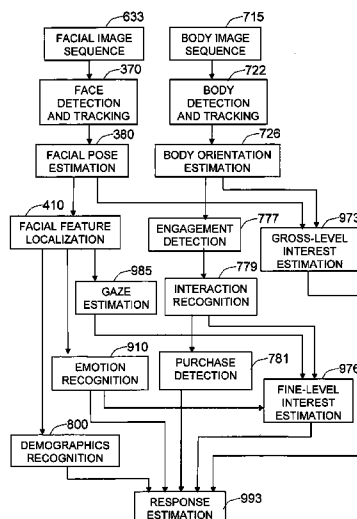 633
715
FACIAL IMAGE
SEQUENCE
BODY IMAGE
SEQUENCE
370
722
FACE
DETECTION
AND TRACKING
BODY
DETECTION
AND TRACKING
380
726
FACIAL POSE
ESTIMATION
BODY
ORIENTATION
ESTIMATION
410
777
973
FACIAL FEATURE
LOCALIZATION
ENGAGEMENT
DETECTION
GROSS-LEVEL
INTEREST
ESTIMATION
985
779
GAZE
ESTIMATION
INTERACTION
RECOGNITION
910
781
976
EMOTION
RECOGNITION
PURCHASE
DETECTION
FINE-LEVEL
INTEREST
ESTIMATION
800
DEMOGRAPHICS
RECOGNITION
RESPONSE
ESTIMATION
993